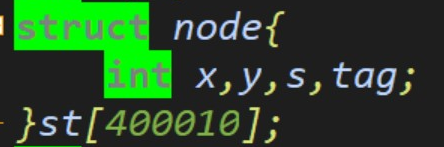 struct node{
int x,y,s,tag;
}st[400010];